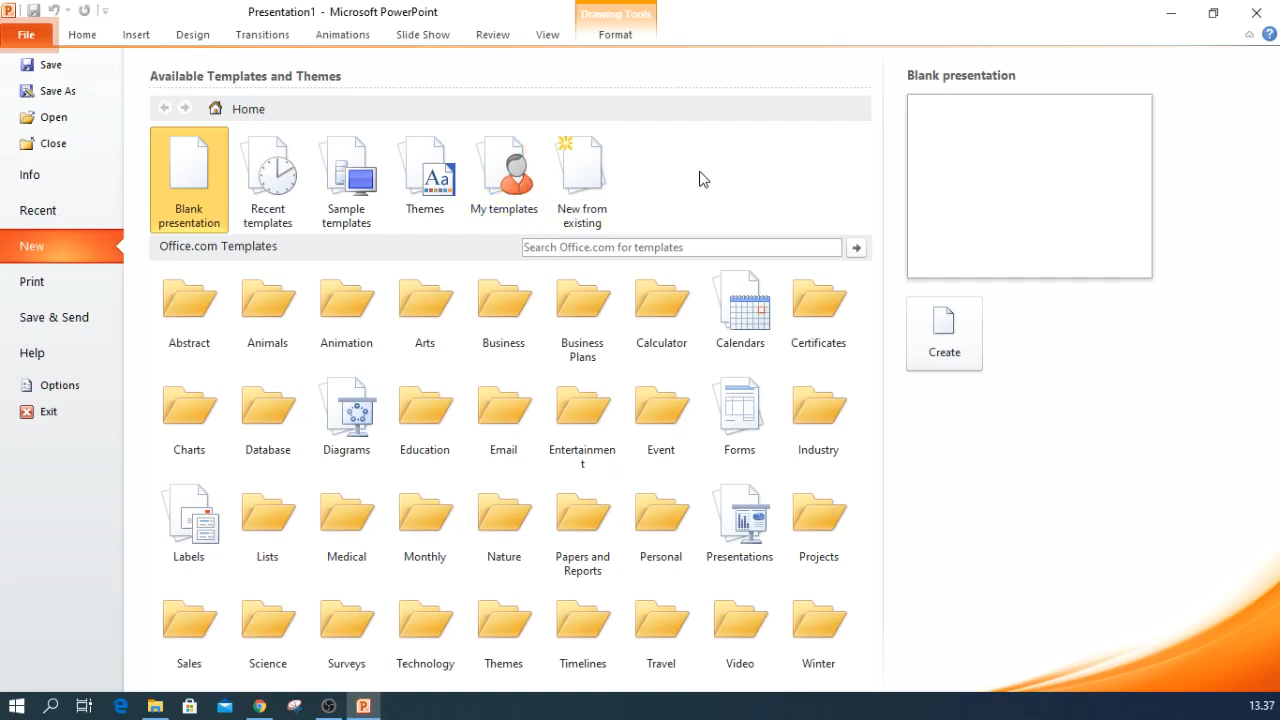 Presentation1 - Microsoft PowerPoint
Drawing Tools
File Home Insert Design Transitions Animations Slide Show Review View Format
Save
Save As
Open
Close
Info
Recent
New
Print
Save & Send
Help
Options
Exit
Available Templates and Themes
Home
Blank presentation
Recent templates
Sample templates
Themes
My templates
New from existing
Office.com Templates
Search Office.com for templates
Abstract Animals Animation Arts Business Business Plans Calculator Calendars Certificates
Charts Database Diagrams Education Email Entertainmen
t Event Forms Industry
Labels Lists Medical Monthly Nature Papers and Reports Personal Presentations Projects
Sales Science Surveys Technology Themes Timelines Travel Video Winter
Blank presentation
Create
13.37